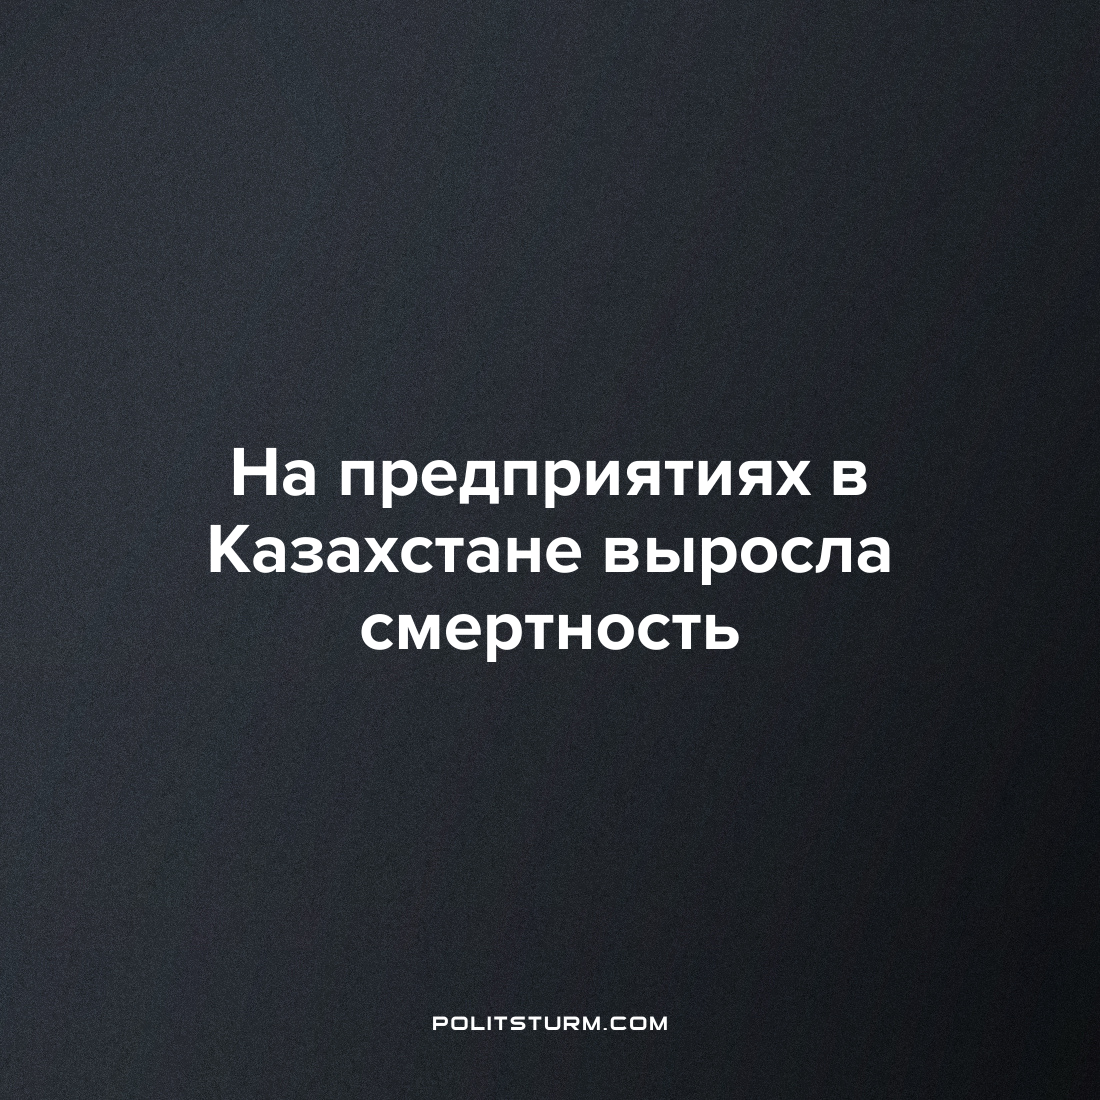 На предприятиях в
Казахстане выросла
смертность
POLITSTURM.COM